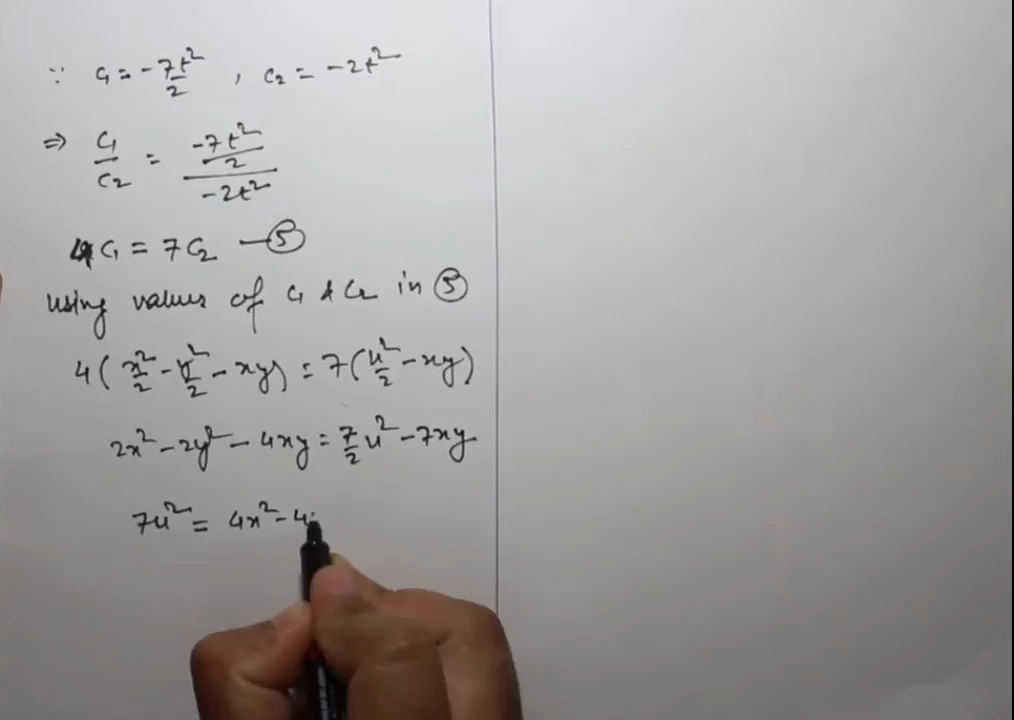 ∵ C₁ = -7t²/2 , C₂ = -2t²
⇒ C₁/C₂ = (-7t²/2)/(-2t²)
4C₁ = 7C₂ —⑤
using values of C₁ & C₂ in ⑤
4(x²/2 - y²/2 - xy) = 7(u²/2 - xy)
2x² - 2y² - 4xy = 7/2 u² - 7xy
7u² = 4x² - 4